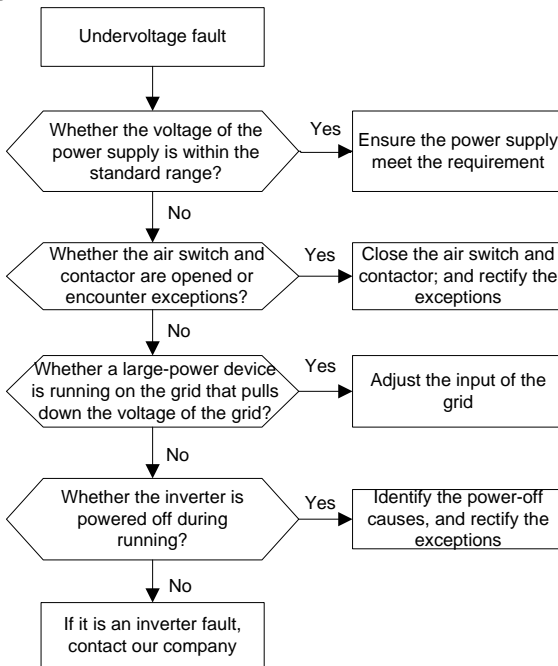 Undervoltage fault
Whether the voltage of the
power supply is within the
standard range?
Yes
Ensure the power supply
meet the requirement
No
Whether the air switch and
contactor are opened or
encounter exceptions?
Yes
Close the air switch and
contactor; and rectify the
exceptions
No
Whether a large-power device
is running on the grid that pulls
down the voltage of the grid?
Yes
Adjust the input of the
grid
No
Whether the inverter is
powered off during
running?
Yes
Identify the power-off
causes, and rectify the
exceptions
No
If it is an inverter fault,
contact our company